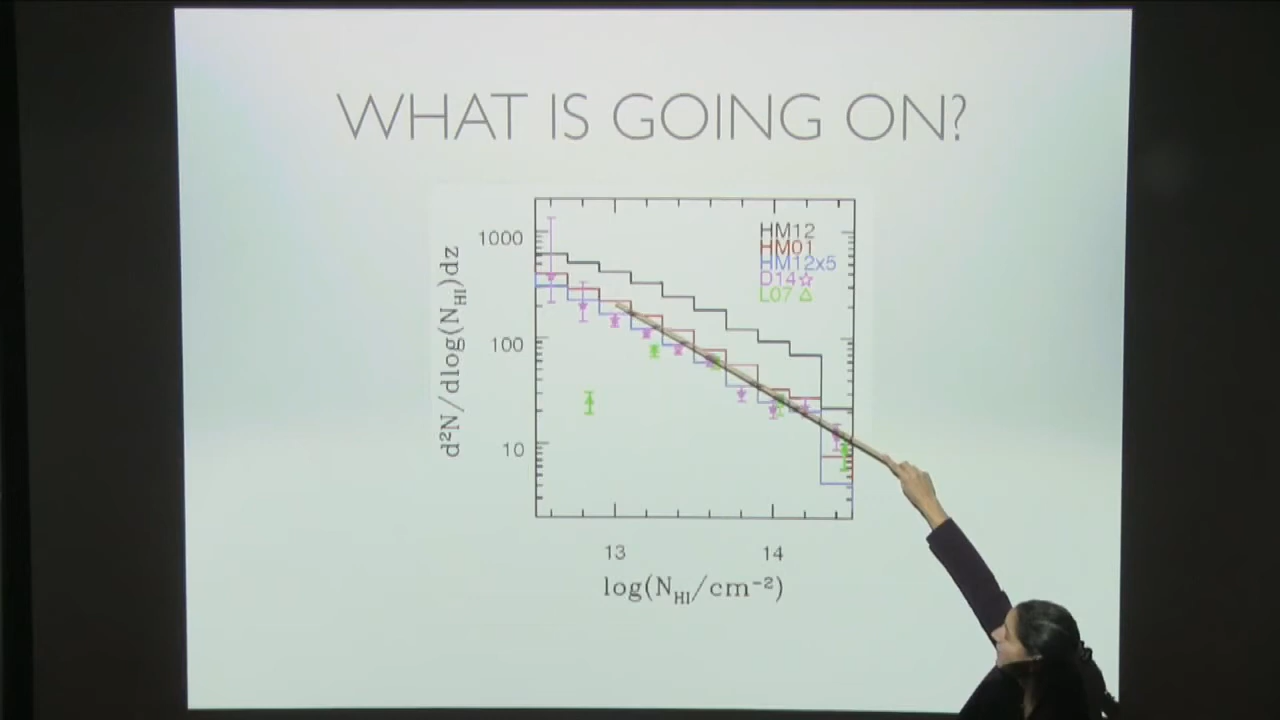 WHAT IS GOING ON?
d²N/dlog(N_HI)dz
1000
100
10
HM12
HM01
HM12x5
D14☆
L07 △
13
14
log(N_HI/cm⁻²)